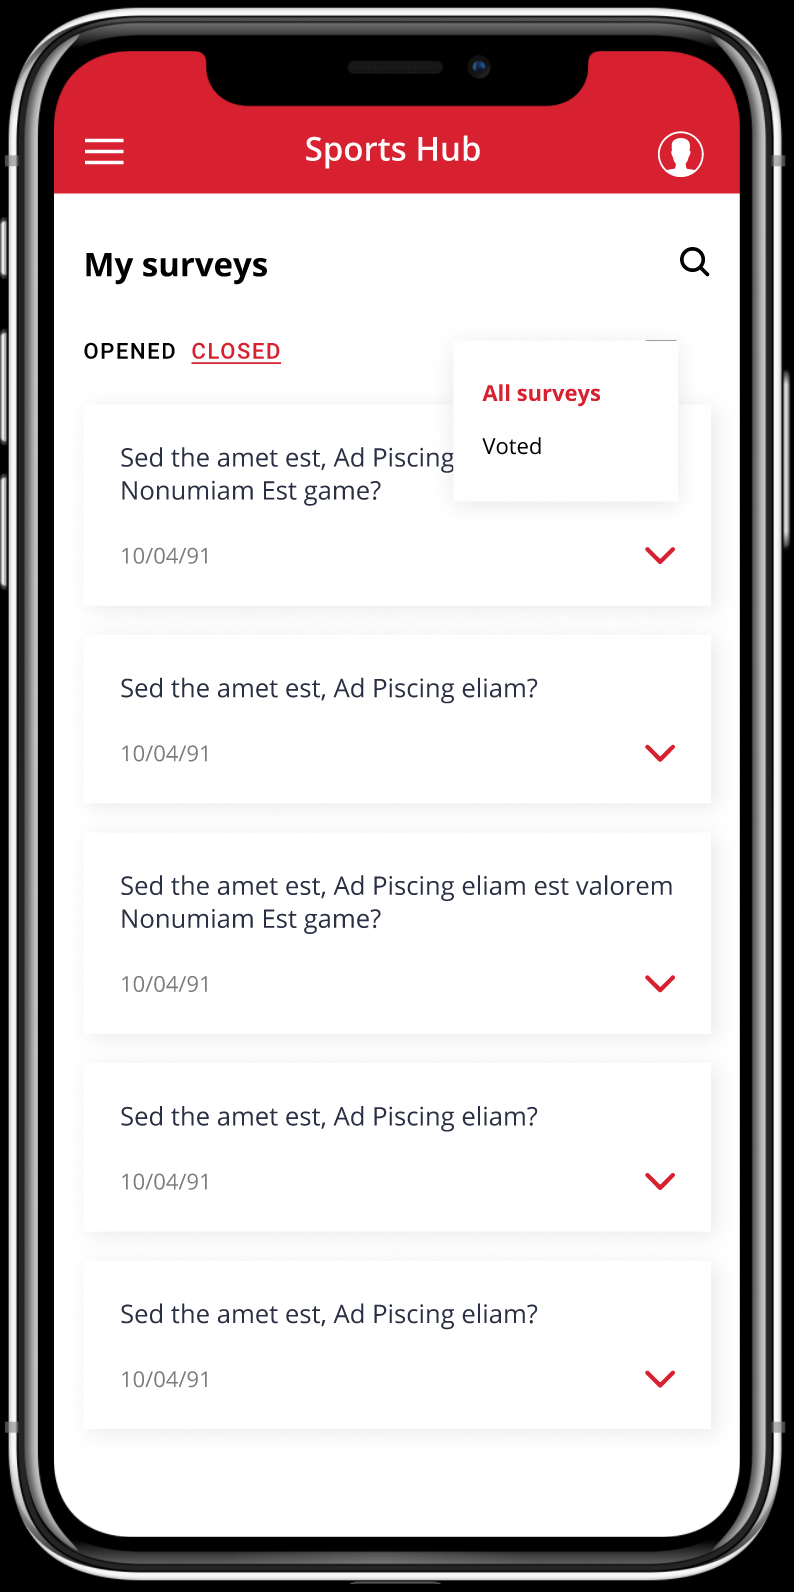 Sports Hub
My surveys
OPENED CLOSED
All surveys
Voted
Sed the amet est, Ad Piscing
Nonumiam Est game?
10/04/91
Sed the amet est, Ad Piscing eliam?
10/04/91
Sed the amet est, Ad Piscing eliam est valorem
Nonumiam Est game?
10/04/91
Sed the amet est, Ad Piscing eliam?
10/04/91
Sed the amet est, Ad Piscing eliam?
10/04/91